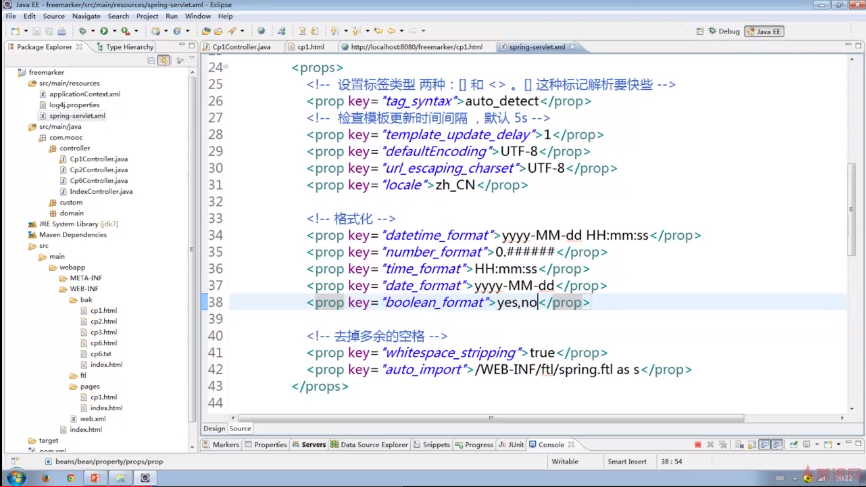 Java EE - freemarker/src/main/resources/spring-servlet.xml - Eclipse
File Edit Source Navigate Search Project Run Window Help
Debug Java EE
Package Explorer Type Hierarchy
Cp1Controller.java cp1.html http://localhost:8080/freemarker/cp1.html spring-servlet.xml
freemarker
src/main/resources
applicationContext.xml
log4j.properties
spring-servlet.xml
src/main/java
com.mooc
controller
Cp1Controller.java
Cp2Controller.java
Cp6Controller.java
IndexController.java
custom
domain
JRE System Library [jdk7]
Maven Dependencies
src
main
webapp
META-INF
WEB-INF
bak
cp1.html
cp2.html
cp3.html
cp6.html
cp6.txt
index.html
ftl
pages
cp1.html
index.html
web.xml
index.html
target
pom.xml
24 <props>
25 <!-- 设置标签类型 两种：[] 和 <> 。[] 这种标记解析要快些 -->
26 <prop key="tag_syntax">auto_detect</prop>
27 <!-- 检查模板更新时间间隔 ，默认 5s -->
28 <prop key="template_update_delay">1</prop>
29 <prop key="defaultEncoding">UTF-8</prop>
30 <prop key="url_escaping_charset">UTF-8</prop>
31 <prop key="locale">zh_CN</prop>
32
33 <!-- 格式化 -->
34 <prop key="datetime_format">yyyy-MM-dd HH:mm:ss</prop>
35 <prop key="number_format">0.######</prop>
36 <prop key="time_format">HH:mm:ss</prop>
37 <prop key="date_format">yyyy-MM-dd</prop>
38 <prop key="boolean_format">yes,no</prop>
39
40 <!-- 去掉多余的空格 -->
41 <prop key="whitespace_stripping">true</prop>
42 <prop key="auto_import">/WEB-INF/ftl/spring.ftl as s</prop>
43 </props>
44
Design Source
Markers Properties Servers Data Source Explorer Snippets Progress JUnit Console
beans/bean/property/props/prop Writable Smart Insert 38 : 54
20:22